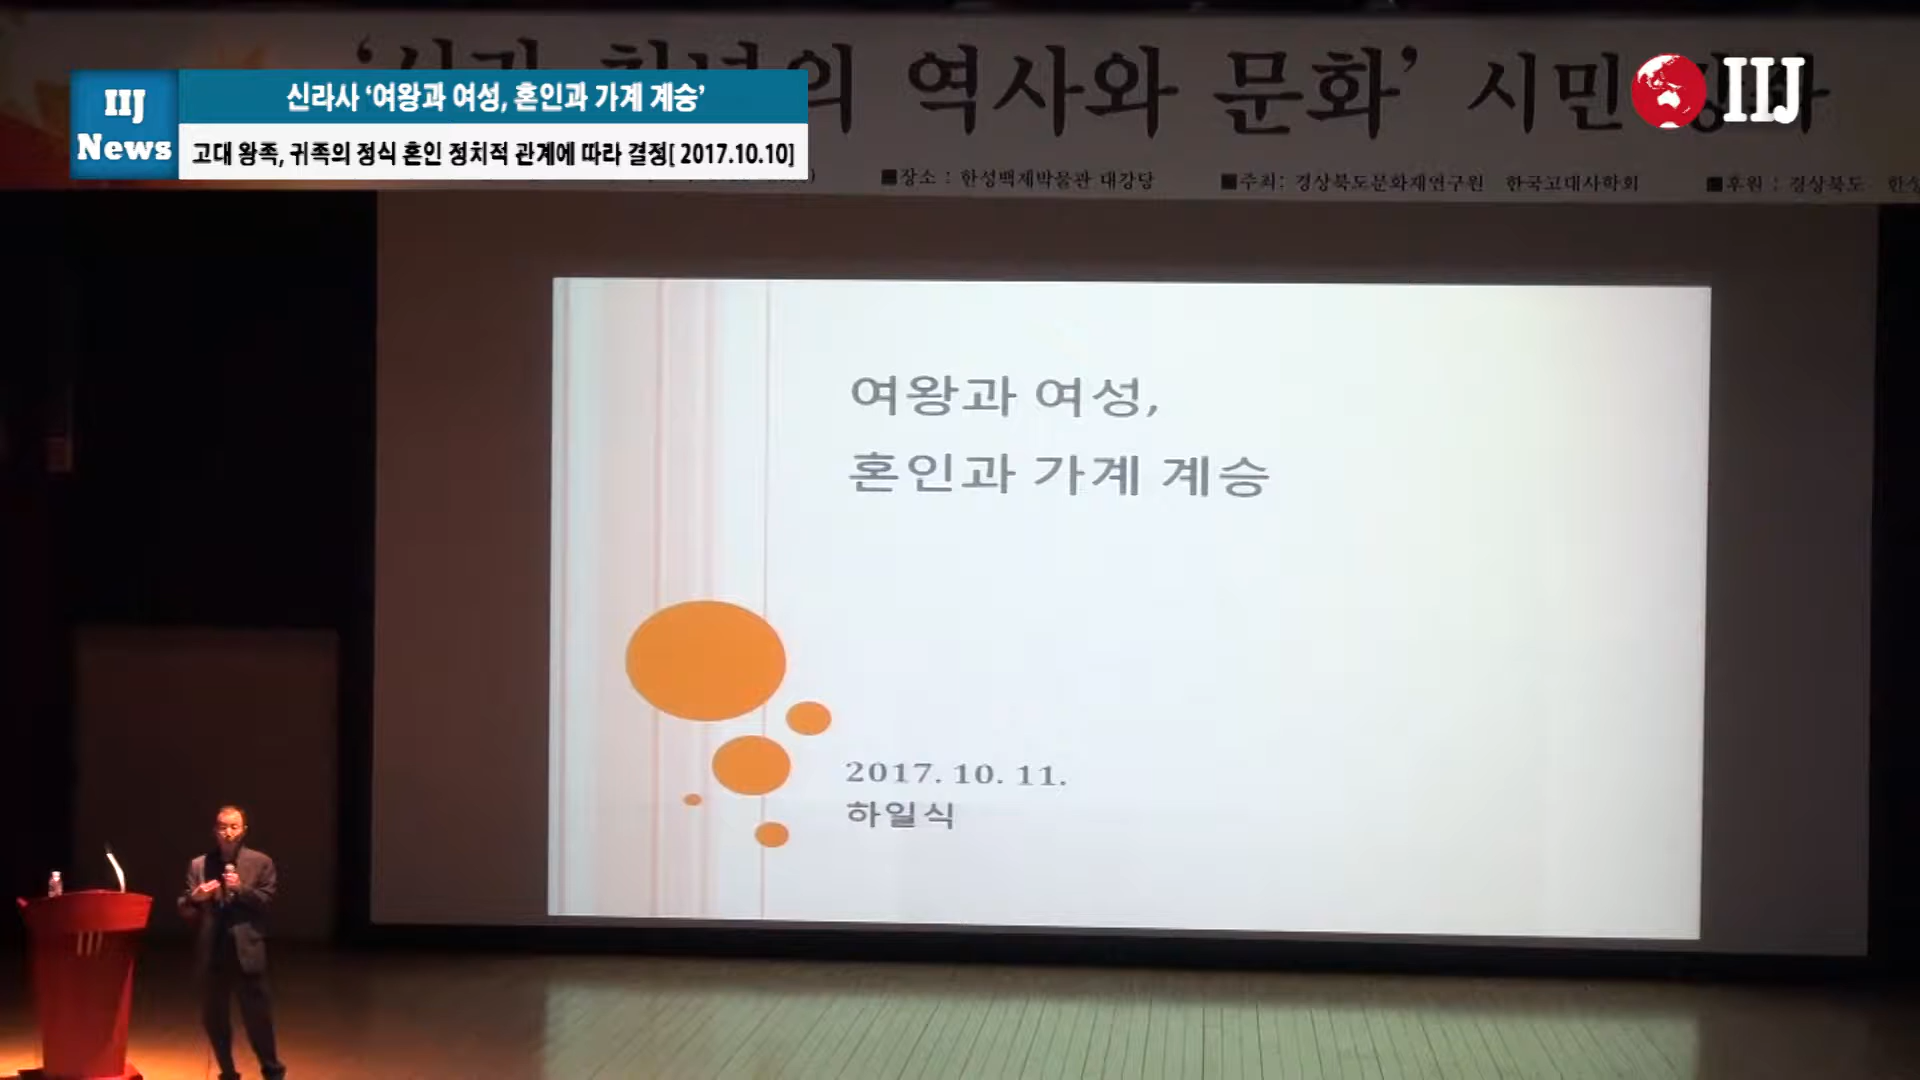 의 역사와 문화’ 시민
IIJ
IIJ
News
신라사 ‘여왕과 여성, 혼인과 가계 계승’
고대 왕족, 귀족의 정식 혼인 정치적 관계에 따라 결정[ 2017.10.10]
■장소 : 한성백제박물관 대강당 ■주최: 경상북도문화재연구원 한국고대사학회 ■후원 : 경상북도
여왕과 여성,
혼인과 가계 계승
2017. 10. 11.
하일식